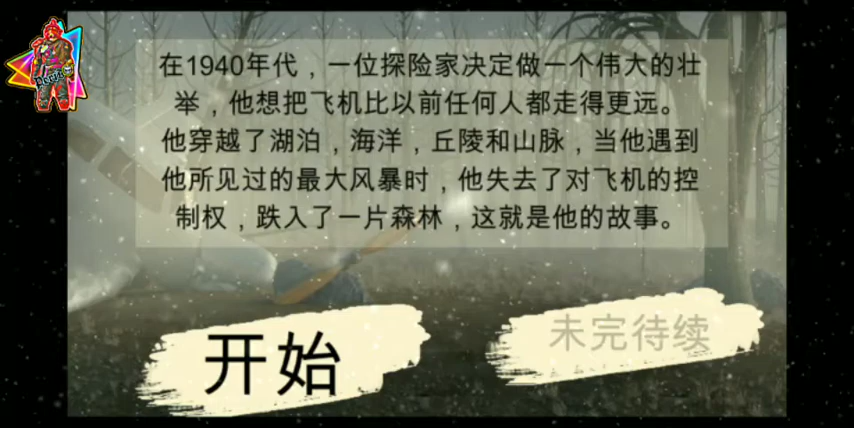 在1940年代，一位探险家决定做一个伟大的壮
举，他想把飞机比以前任何人都走得更远。
他穿越了湖泊，海洋，丘陵和山脉，当他遇到
他所见过的最大风暴时，他失去了对飞机的控
制权，跌入了一片森林，这就是他的故事。
开始
未完待续